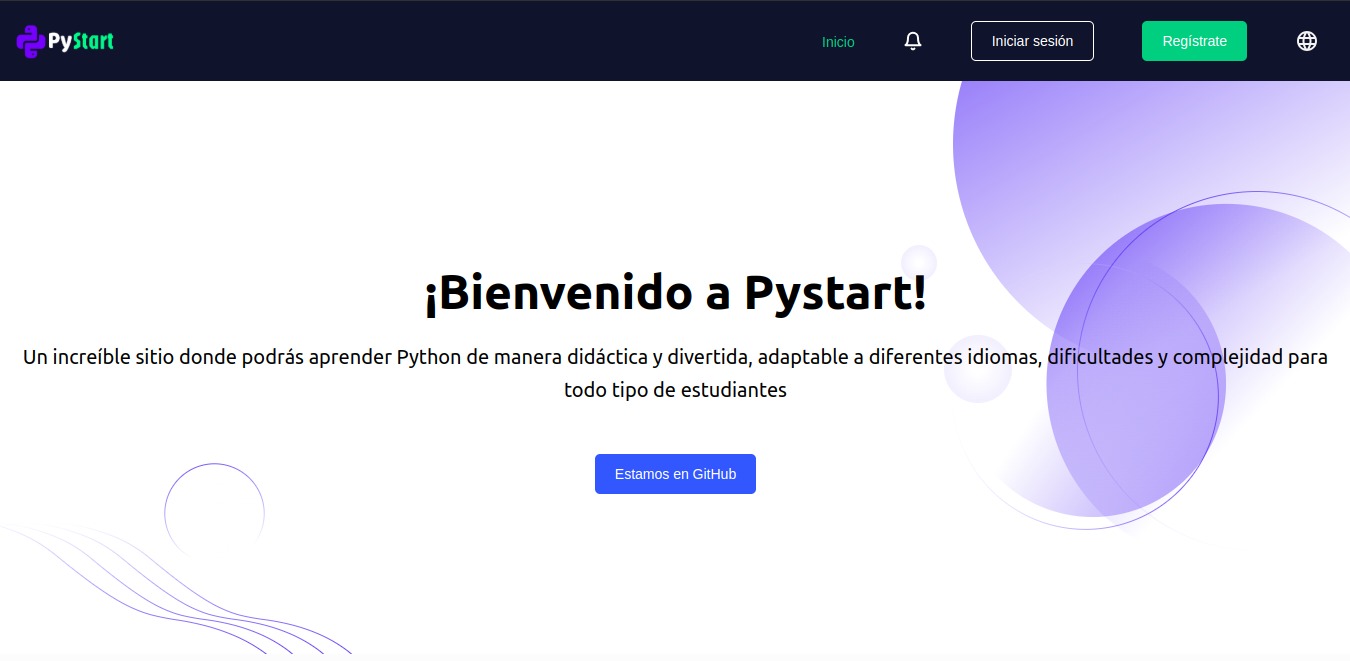 PyStart
Inicio
Iniciar sesión
Regístrate
¡Bienvenido a Pystart!
Un increíble sitio donde podrás aprender Python de manera didáctica y divertida, adaptable a diferentes idiomas, dificultades y complejidad para
todo tipo de estudiantes
Estamos en GitHub